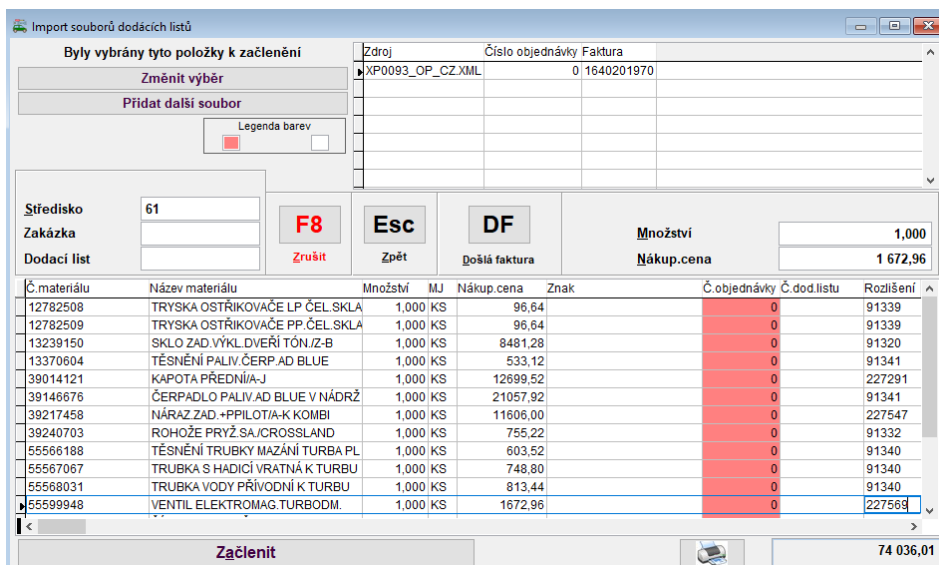 Import souborů dodácích listů
Byly vybrány tyto položky k začlenění
Změnit výběr
Přidat další soubor
Legenda barev
Zdroj Číslo objednávky Faktura
XP0093_OP_CZ.XML 0 1640201970
Středisko 61
Zakázka
Dodací list
F8
Zrušit
Esc
Zpět
DF
Došlá faktura
Množství 1,000
Nákup.cena 1 672,96
Č.materiálu Název materiálu Množství MJ Nákup.cena Znak Č.objednávky Č.dod.listu Rozlišení
12782508 TRYSKA OSTŘIKOVAČE LP ČEL.SKLA 1,000 KS 96,64 0 91339
12782509 TRYSKA OSTŘIKOVAČE PP.ČEL.SKLA 1,000 KS 96,64 0 91339
13239150 SKLO ZAD.VÝKL.DVEŘÍ TÓN./Z-B 1,000 KS 8481,28 0 91320
13370604 TĚSNĚNÍ PALIV.ČERP.AD BLUE 1,000 KS 533,12 0 91341
39014121 KAPOTA PŘEDNÍ/A-J 1,000 KS 12699,52 0 227291
39146676 ČERPADLO PALIV.AD BLUE V NÁDRŽ 1,000 KS 21057,92 0 91341
39217458 NÁRAZ.ZAD.+PPILOT/A-K KOMBI 1,000 KS 11606,00 0 227547
39240703 ROHOŽE PRYŽ.SA./CROSSLAND 1,000 KS 755,22 0 91332
55566188 TĚSNĚNÍ TRUBKY MAZÁNÍ TURBA PL 1,000 KS 603,52 0 91340
55567067 TRUBKA S HADICÍ VRATNÁ K TURBU 1,000 KS 748,80 0 91340
55568031 TRUBKA VODY PŘÍVODNÍ K TURBU 1,000 KS 813,44 0 91340
55599948 VENTIL ELEKTROMAG.TURBODM. 1,000 KS 1672,96 0 227569
Začlenit
74 036,01